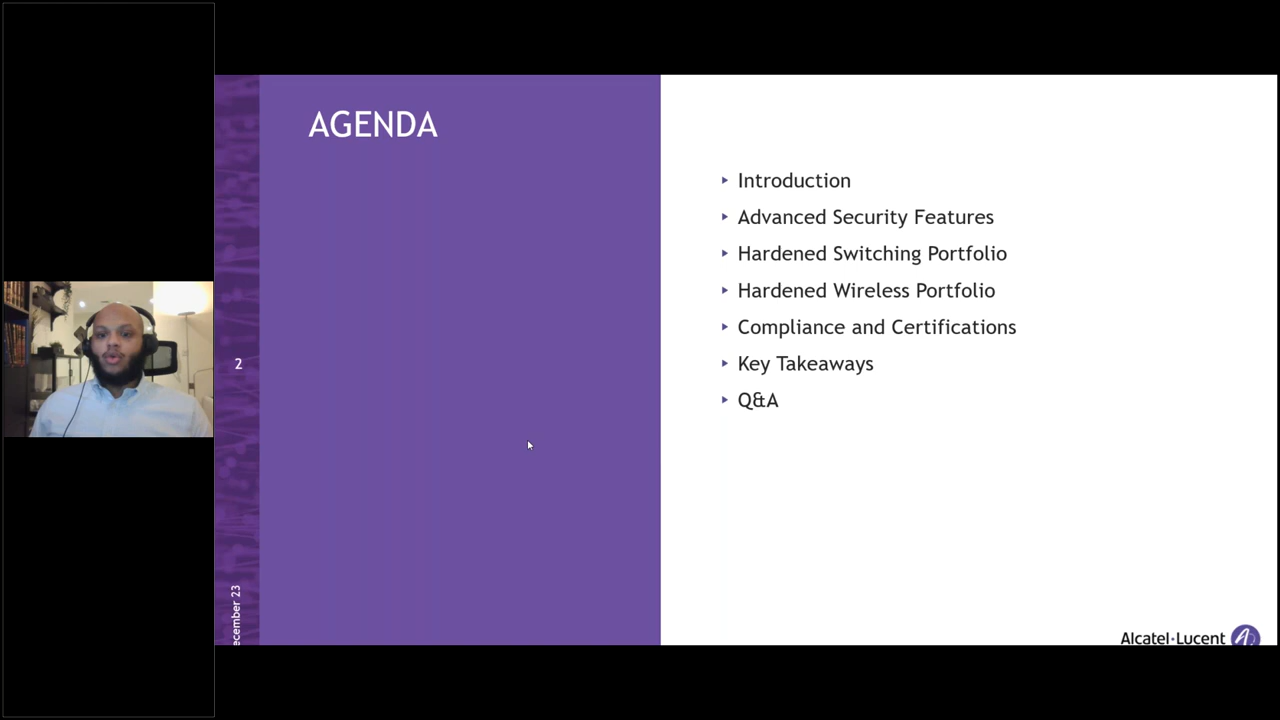 AGENDA
Introduction
Advanced Security Features
Hardened Switching Portfolio
Hardened Wireless Portfolio
Compliance and Certifications
Key Takeaways
Q&A
2
ecember 23
Alcatel·Lucent